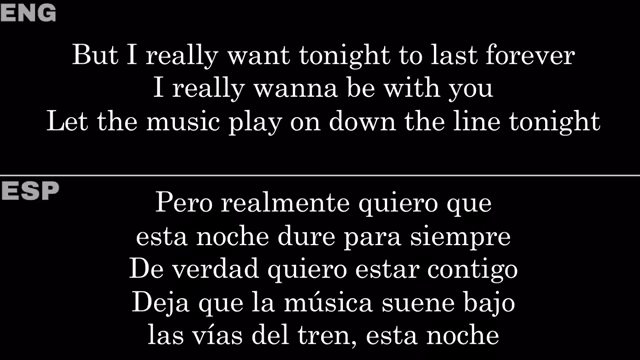 ENG
But I really want tonight to last forever
I really wanna be with you
Let the music play on down the line tonight
ESP
Pero realmente quiero que
esta noche dure para siempre
De verdad quiero estar contigo
Deja que la música suene bajo
las vías del tren, esta noche